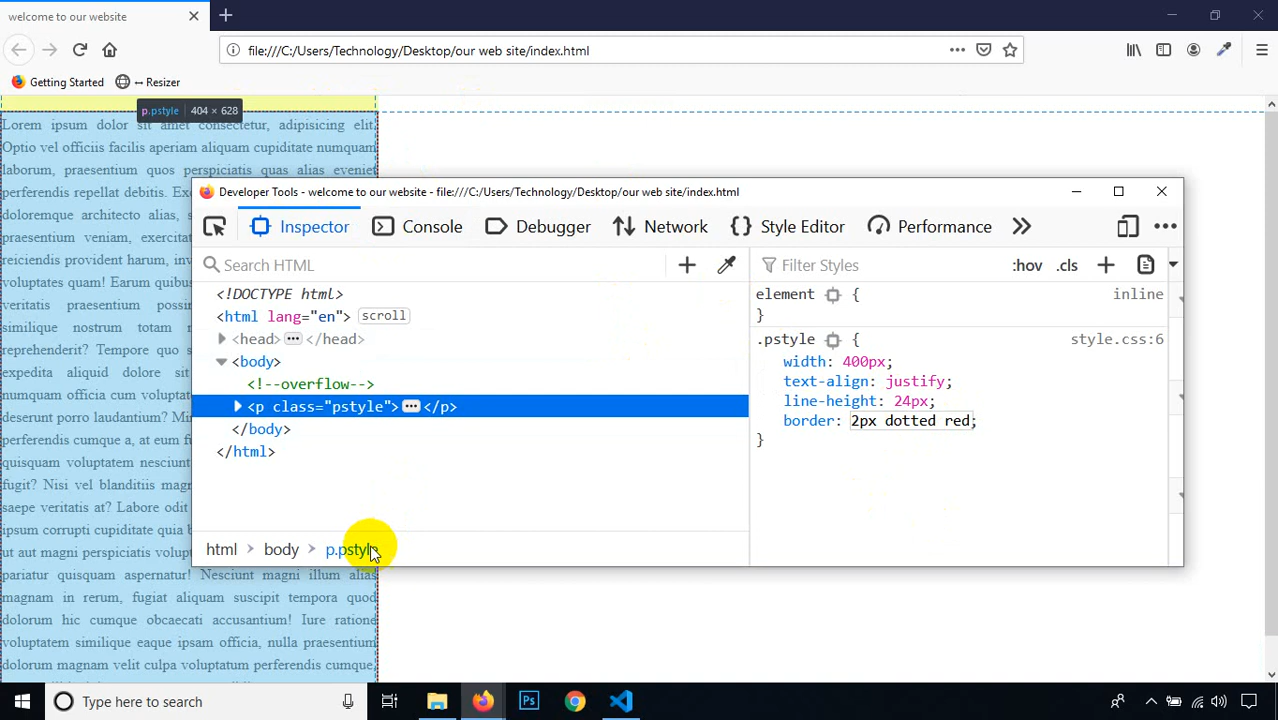 welcome to our website
file:///C:/Users/Technology/Desktop/our web site/index.html
Getting Started
Resizer
p.pstyle 404 × 628
Lorem ipsum dolor sit amet consectetur, adipisicing elit.
Optio vel officiis facilis aperiam aliquam cupiditate numquam
laborum, praesentium quos perspiciatis quas alias eveniet
perferendis repellat debitis.
doloremque architecto alias,
perspiciatis veniam,
reiciendis provident harum,
voluptates quam! Earum
veritatis praesentium
similique nostrum totam
reprehenderit? Tempore quo
expedita aliquid dolore
numquam officia cum
deserunt porro laudantium?
perferendis cumque a, at eum
quisquam voluptatem
fugit? Nisi vel blanditiis
saepe veritatis at? Labore odit
ipsum corrupti cupiditate quia
ut aut magni perspiciatis
pariatur quisquam aspernatur! Nesciunt magni illum alias
magnam in rerum, fugiat aliquam suscipit tempora quod
dolorum hic cumque obcaecati accusantium! Iure ratione
voluptatem similique eaque ipsam officia, nulla praesentium
dolorum magnam velit culpa voluptatum perferendis cumque,
Developer Tools - welcome to our website - file:///C:/Users/Technology/Desktop/our web site/index.html
Inspector Console Debugger Network Style Editor Performance
Search HTML
Filter Styles :hov .cls
<!DOCTYPE html>
<html lang="en"> scroll
<head> ••• </head>
<body>
<!--overflow-->
<p class="pstyle"> ••• </p>
</body>
</html>
html > body > p.pstyle
element { inline
}
.pstyle { style.css:6
width: 400px;
text-align: justify;
line-height: 24px;
border: 2px dotted red;
}
Type here to search